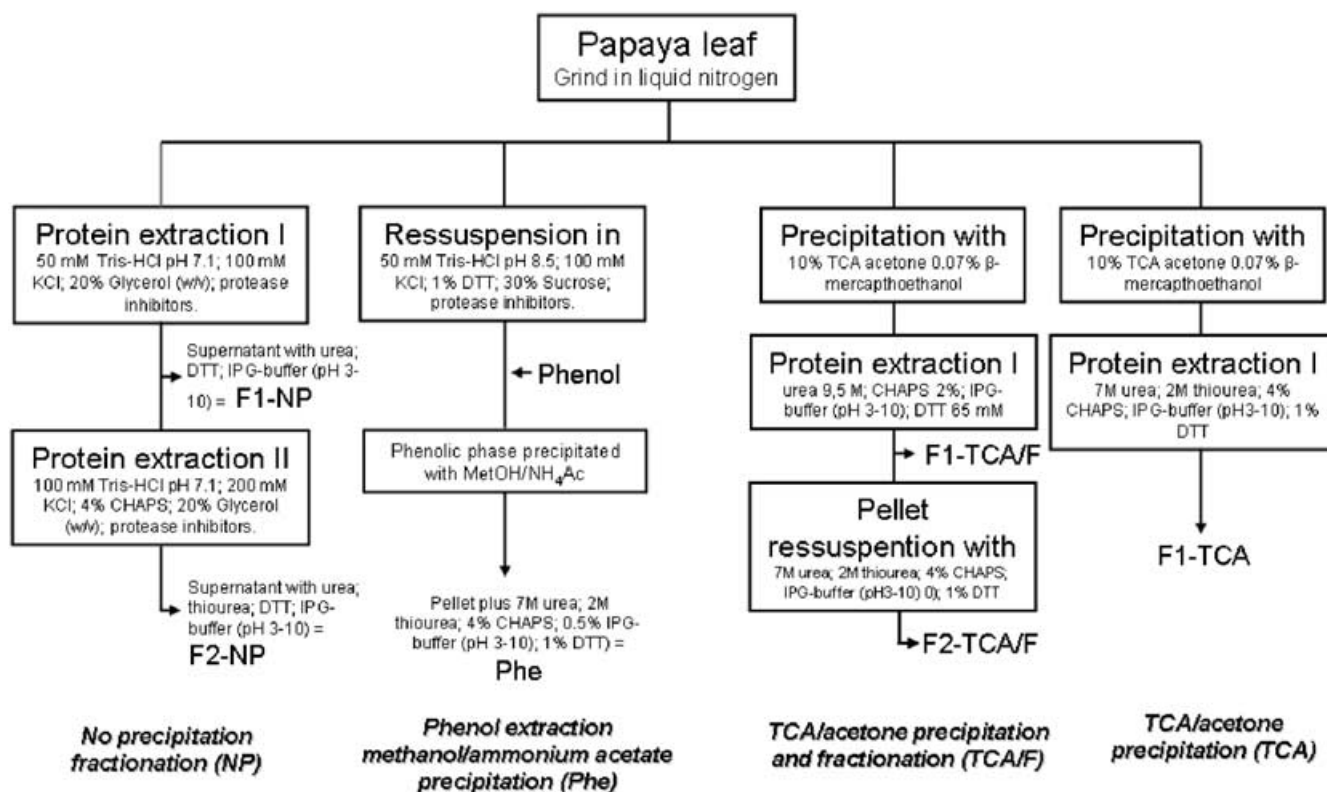 Papaya leaf
Grind in liquid nitrogen
Protein extraction I
50 mM Tris-HCl pH 7.1; 100 mM
KCl; 20% Glycerol (w/v); protease
inhibitors.
Supernatant with urea;
DTT; IPG-buffer (pH 3-
10) = F1-NP
Protein extraction II
100 mM Tris-HCl pH 7.1; 200 mM
KCl; 4% CHAPS; 20% Glycerol
(w/v); protease inhibitors.
Supernatant with urea;
thiourea; DTT; IPG-
buffer (pH 3-10) =
F2-NP
No precipitation
fractionation (NP)
Ressuspension in
50 mM Tris-HCl pH 8.5; 100 mM
KCl; 1% DTT; 30% Sucrose;
protease inhibitors.
Phenol
Phenolic phase precipitated
with MetOH/NH4Ac
Pellet plus 7M urea; 2M
thiourea; 4% CHAPS; 0.5% IPG-
buffer (pH 3-10); 1% DTT) =
Phe
Phenol extraction
methanol/ammonium acetate
precipitation (Phe)
Precipitation with
10% TCA acetone 0.07% β-
mercapthoethanol
Protein extraction I
urea 9,5 M; CHAPS 2%; IPG-
buffer (pH 3-10); DTT 65 mM
F1-TCA/F
Pellet
ressuspention with
7M urea; 2M thiourea; 4% CHAPS;
IPG-buffer (pH3-10) 0); 1% DTT
F2-TCA/F
TCA/acetone precipitation
and fractionation (TCA/F)
Precipitation with
10% TCA acetone 0.07% β-
mercapthoethanol
Protein extraction I
7M urea; 2M thiourea; 4%
CHAPS; IPG-buffer (pH3-10); 1%
DTT
F1-TCA
TCA/acetone
precipitation (TCA)